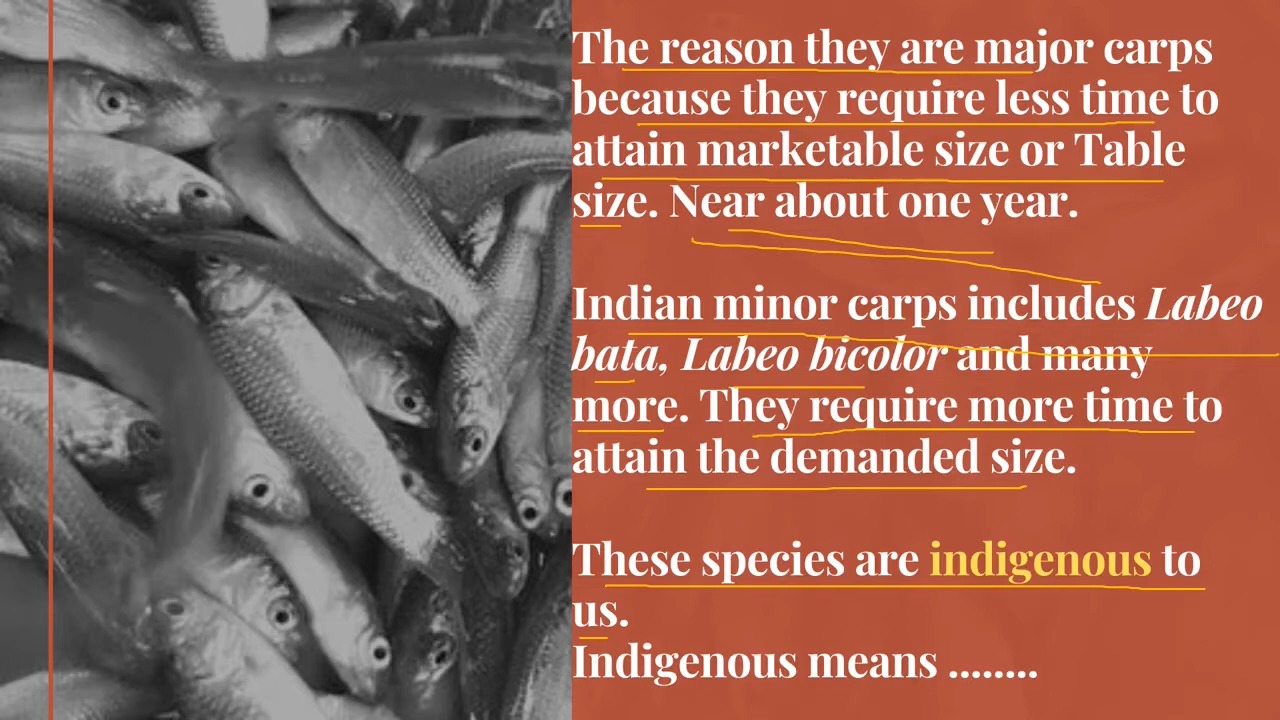 The reason they are major carps
because they require less time to
attain marketable size or Table
size. Near about one year.
Indian minor carps includes Labeo
bata, Labeo bicolor and many
more. They require more time to
attain the demanded size.
These species are indigenous to
us.
Indigenous means ........